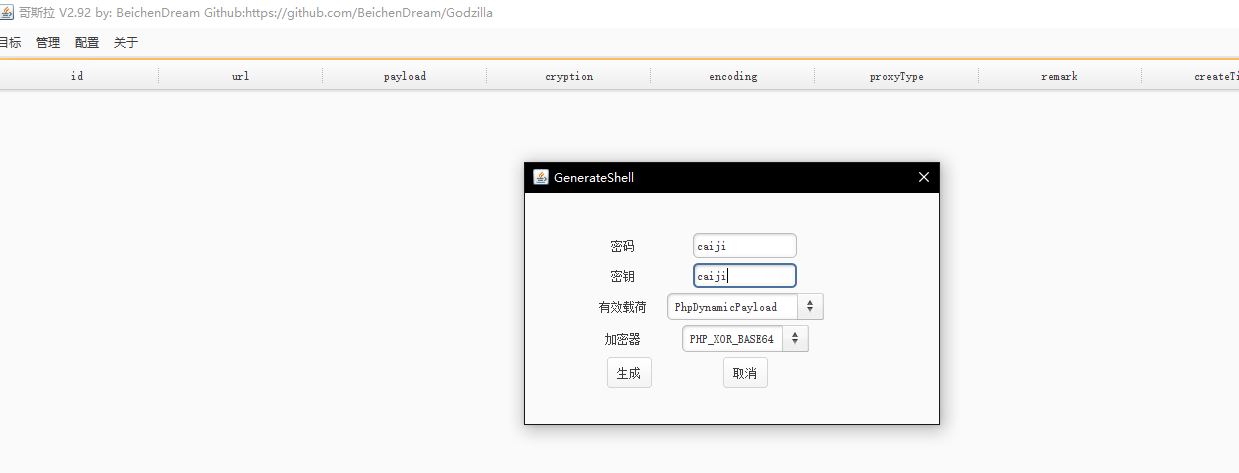 哥斯拉 V2.92 by: BeichenDream Github:https://github.com/BeichenDream/Godzilla
目标 管理 配置 关于
id url payload cryption encoding proxyType remark createTi
GenerateShell
密码 caiji
密钥 caiji
有效载荷 PhpDynamicPayload
加密器 PHP_XOR_BASE64
生成 取消